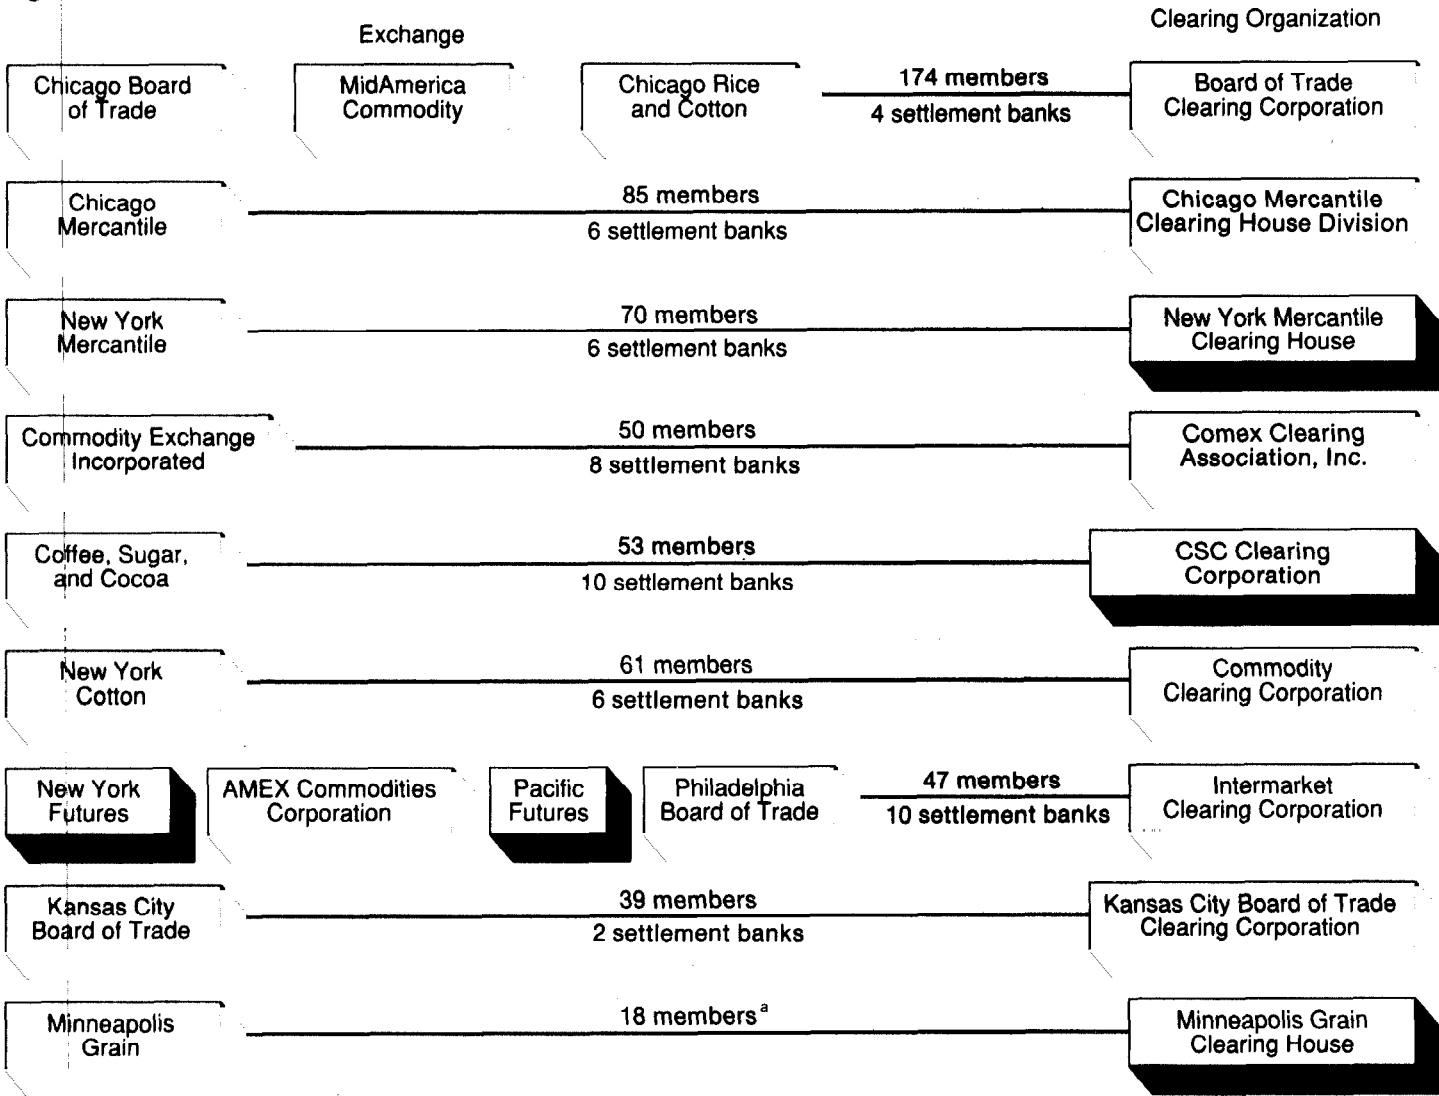 Exchange
Clearing Organization
Chicago Board
of Trade
MidAmerica
Commodity
Chicago Rice
and Cotton
174 members
4 settlement banks
Board of Trade
Clearing Corporation
Chicago
Mercantile
85 members
6 settlement banks
Chicago Mercantile
Clearing House Division
New York
Mercantile
70 members
6 settlement banks
New York Mercantile
Clearing House
Commodity Exchange
Incorporated
50 members
8 settlement banks
Comex Clearing
Association, Inc.
Coffee, Sugar,
and Cocoa
53 members
10 settlement banks
CSC Clearing
Corporation
New York
Cotton
61 members
6 settlement banks
Commodity
Clearing Corporation
New York
Futures
AMEX Commodities
Corporation
Pacific
Futures
Philadelphia
Board of Trade
47 members
10 settlement banks
Intermarket
Clearing Corporation
Kansas City
Board of Trade
39 members
2 settlement banks
Kansas City Board of Trade
Clearing Corporation
Minneapolis
Grain
18 members a
Minneapolis Grain
Clearing House